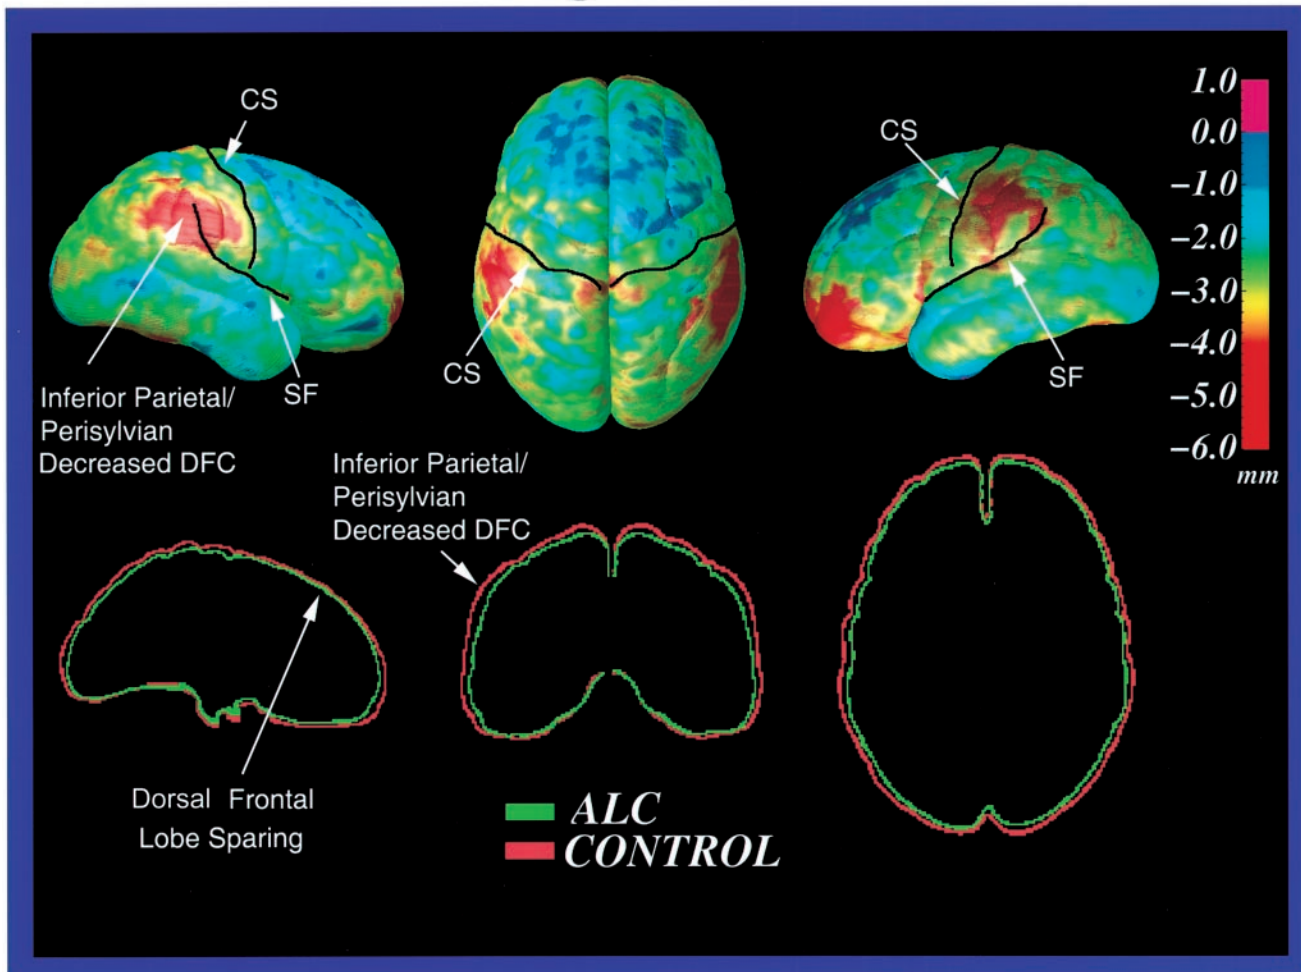 CS
CS
CS
SF
SF
Inferior Parietal/
Perisylvian
Decreased DFC
1.0
0.0
−1.0
−2.0
−3.0
−4.0
−5.0
−6.0
mm
Inferior Parietal/
Perisylvian
Decreased DFC
Dorsal Frontal
Lobe Sparing
ALC
CONTROL